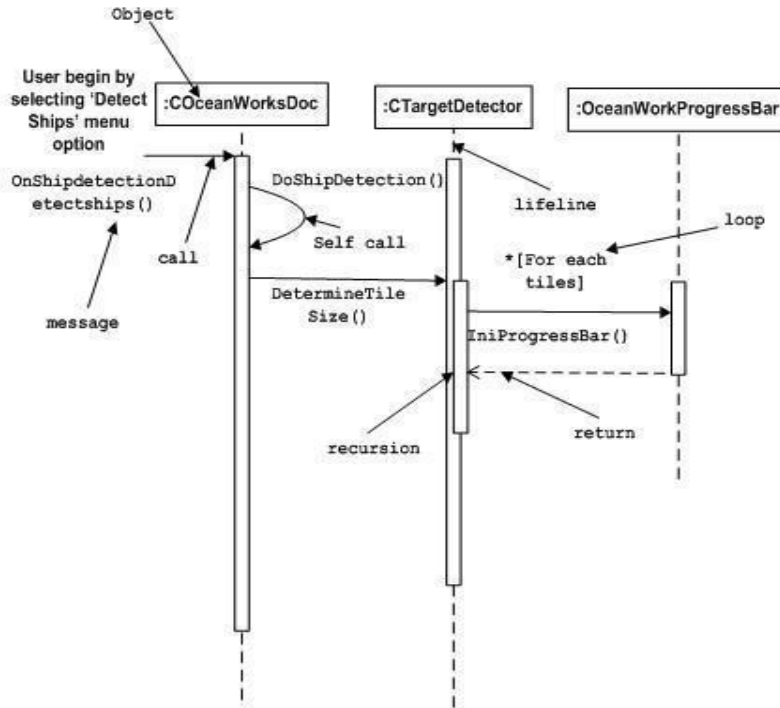 Object
User begin by
selecting 'Detect
Ships' menu
option
:COceanWorksDoc
:CTargetDetector
:OceanWorkProgressBar
OnShipdetectionD
etectships()
DoShipDetection()
lifeline
loop
Self call
call
*[For each
tiles]
message
DetermineTile
Size()
IniProgressBar()
recursion
return